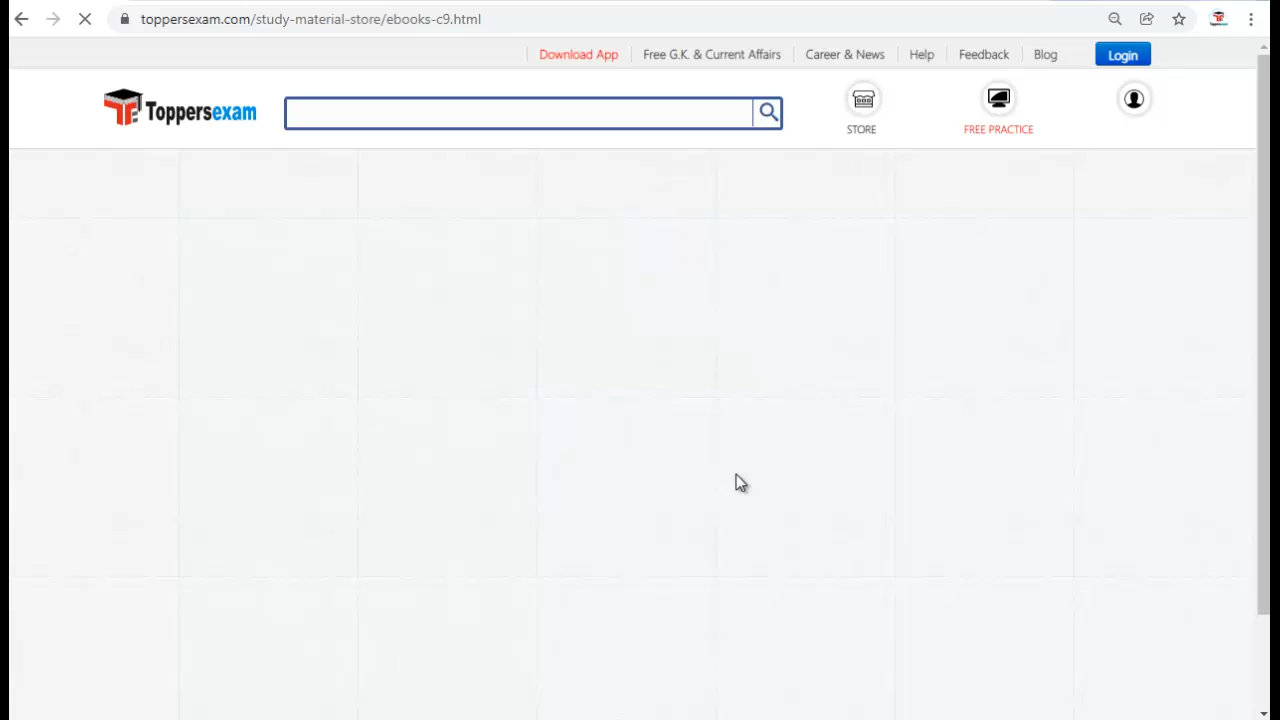 toppersexam.com/study-material-store/ebooks-c9.html
Download App Free G.K. & Current Affairs Career & News Help Feedback Blog Login
Toppersexam
STORE FREE PRACTICE